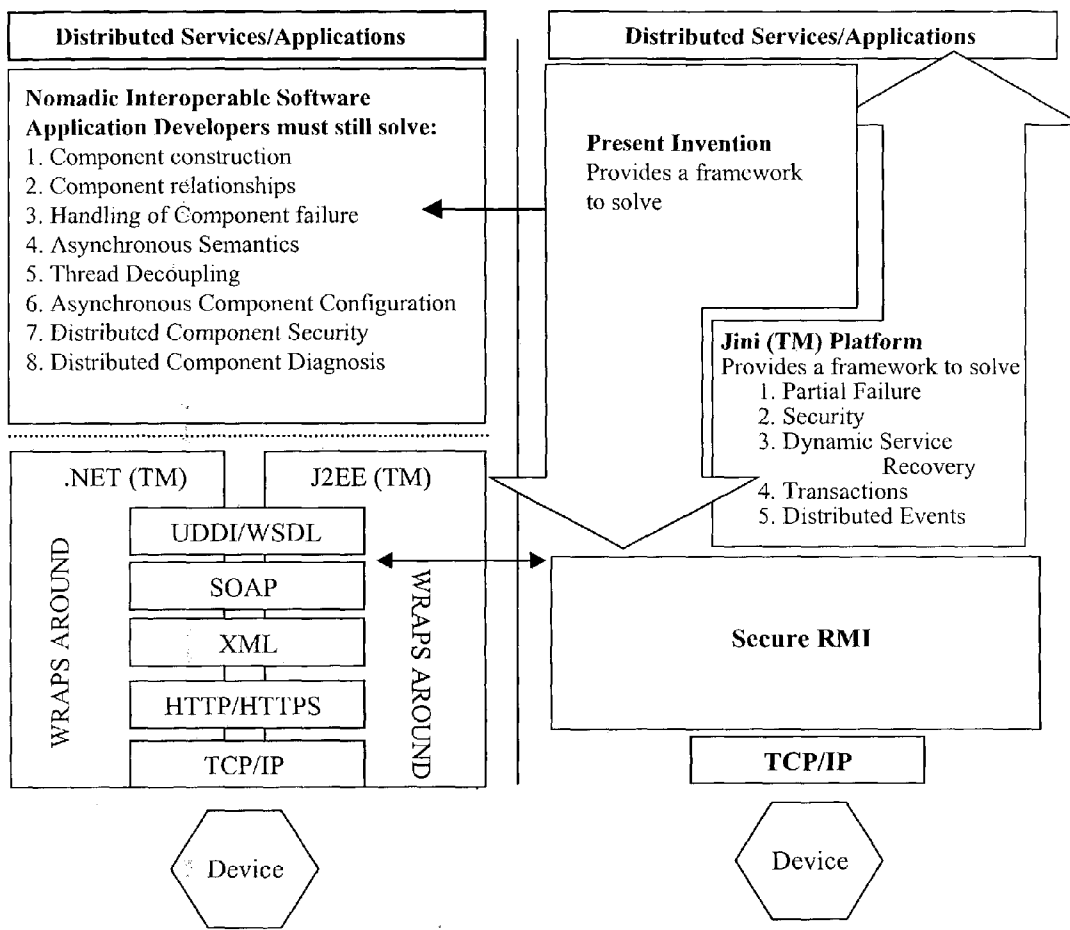 Distributed Services/Applications
Nomadic Interoperable Software
Application Developers must still solve:
1. Component construction
2. Component relationships
3. Handling of Component failure
4. Asynchronous Semantics
5. Thread Decoupling
6. Asynchronous Component Configuration
7. Distributed Component Security
8. Distributed Component Diagnosis
.NET (TM)
J2EE (TM)
WRAPS AROUND
UDDI/WSDL
SOAP
XML
HTTP/HTTPS
TCP/IP
WRAPS AROUND
Device
Distributed Services/Applications
Present Invention
Provides a framework
to solve
Jini (TM) Platform
Provides a framework to solve
1. Partial Failure
2. Security
3. Dynamic Service
Recovery
4. Transactions
5. Distributed Events
Secure RMI
TCP/IP
Device